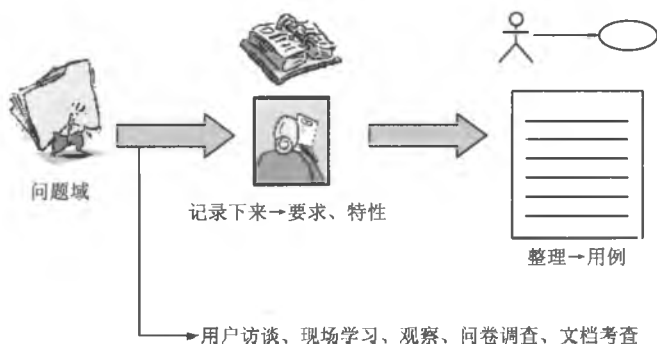 问题域
记录下来→要求、特性
整理→用例
用户访谈、现场学习、观察、问卷调查、文档考查